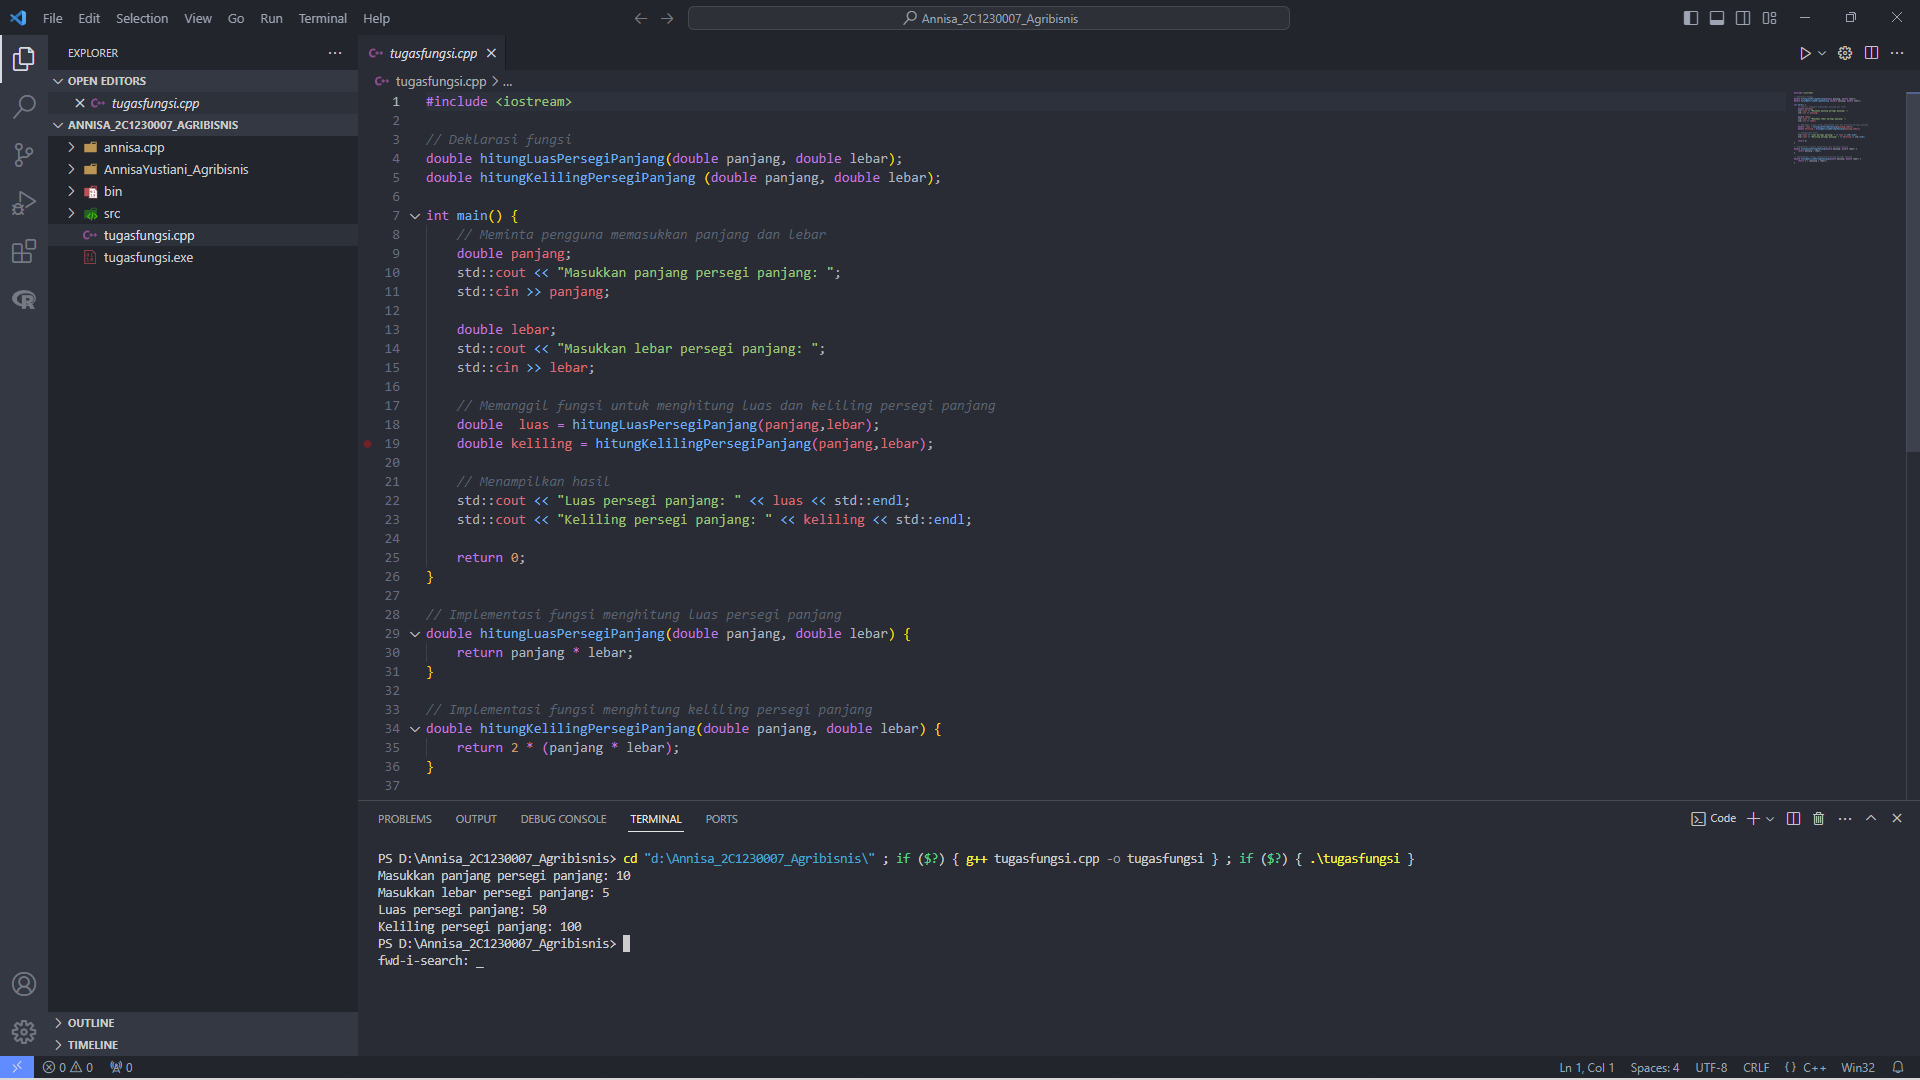 File Edit Selection View Go Run Terminal Help
Annisa_2C1230007_Agribisnis
EXPLORER
OPEN EDITORS
tugasfungsi.cpp
ANNISA_2C1230007_AGRIBISNIS
annisa.cpp
AnnisaYustiani_Agribisnis
bin
src
tugasfungsi.cpp
tugasfungsi.exe
OUTLINE
TIMELINE
tugasfungsi.cpp
tugasfungsi.cpp > ...
1 #include <iostream>
2
3 // Deklarasi fungsi
4 double hitungLuasPersegiPanjang(double panjang, double lebar);
5 double hitungKelilingPersegiPanjang (double panjang, double lebar);
6
7 int main() {
8     // Meminta pengguna memasukkan panjang dan lebar
9     double panjang;
10     std::cout << "Masukkan panjang persegi panjang: ";
11     std::cin >> panjang;
12
13     double lebar;
14     std::cout << "Masukkan lebar persegi panjang: ";
15     std::cin >> lebar;
16
17     // Memanggil fungsi untuk menghitung luas dan keliling persegi panjang
18     double  luas = hitungLuasPersegiPanjang(panjang,lebar);
19     double keliling = hitungKelilingPersegiPanjang(panjang,lebar);
20
21     // Menampilkan hasil
22     std::cout << "Luas persegi panjang: " << luas << std::endl;
23     std::cout << "Keliling persegi panjang: " << keliling << std::endl;
24
25     return 0;
26 }
27
28 // Implementasi fungsi menghitung luas persegi panjang
29 double hitungLuasPersegiPanjang(double panjang, double lebar) {
30     return panjang * lebar;
31 }
32
33 // Implementasi fungsi menghitung keliling persegi panjang
34 double hitungKelilingPersegiPanjang(double panjang, double lebar) {
35     return 2 * (panjang * lebar);
36 }
37
PROBLEMS OUTPUT DEBUG CONSOLE TERMINAL PORTS
Code
PS D:\Annisa_2C1230007_Agribisnis> cd "d:\Annisa_2C1230007_Agribisnis\" ; if ($?) { g++ tugasfungsi.cpp -o tugasfungsi } ; if ($?) { .\tugasfungsi }
Masukkan panjang persegi panjang: 10
Masukkan lebar persegi panjang: 5
Luas persegi panjang: 50
Keliling persegi panjang: 100
PS D:\Annisa_2C1230007_Agribisnis>
fwd-i-search: _
0 0 0
Ln 1, Col 1 Spaces: 4 UTF-8 CRLF {} C++ Win32